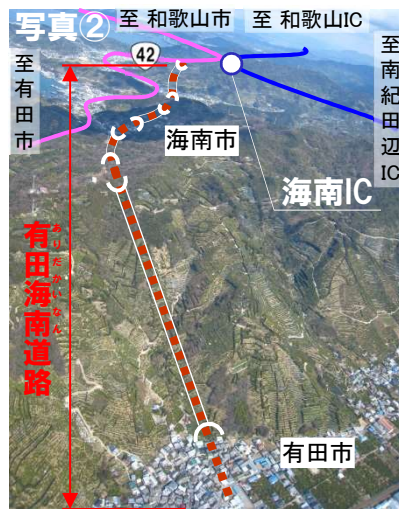 写真②
至 和歌山市
至 和歌山IC
42
至有田市
至南紀田辺IC
海南市
海南IC
ありだかいなん
有田海南道路
有田市